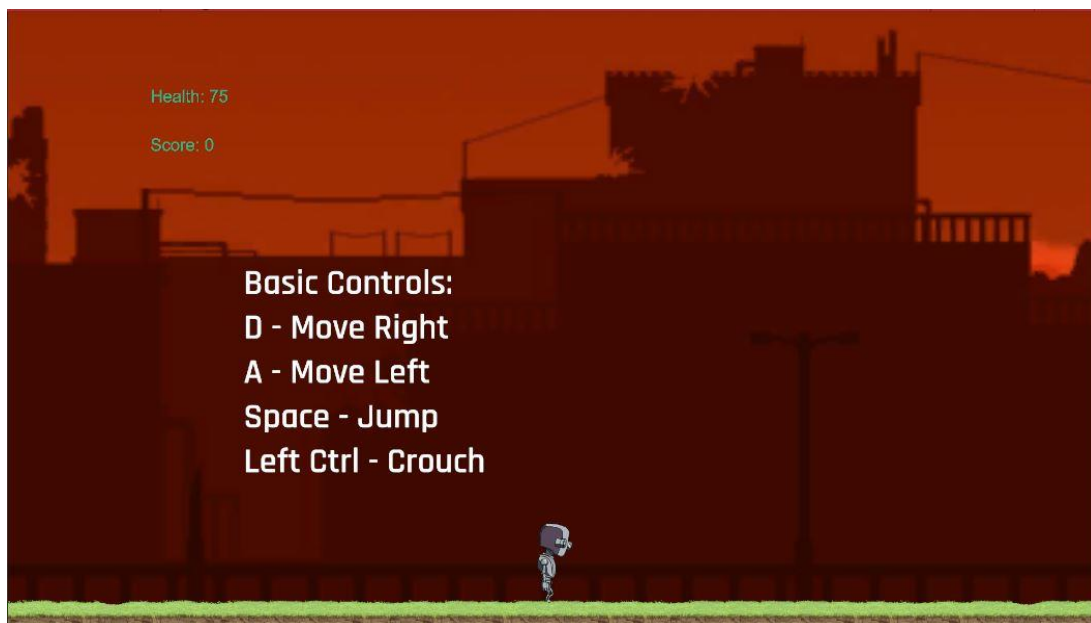 Health: 75
Score: 0
Basic Controls:
D - Move Right
A - Move Left
Space - Jump
Left Ctrl - Crouch